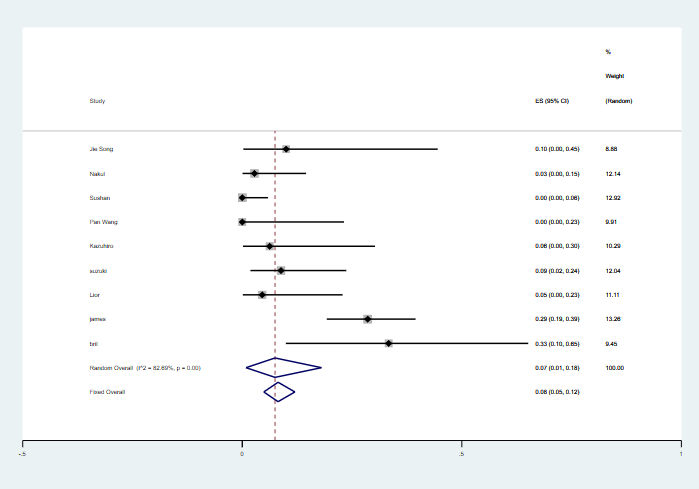 %
Weight
Study ES (95% CI) (Random)
Jie Song 0.10 (0.00, 0.45) 8.88
Nakul 0.03 (0.00, 0.15) 12.14
Sushan 0.00 (0.00, 0.06) 12.92
Pan Wang 0.00 (0.00, 0.23) 9.91
Kazuhiro 0.06 (0.00, 0.30) 10.29
suzuki 0.09 (0.02, 0.24) 12.04
Lior 0.05 (0.00, 0.23) 11.11
james 0.29 (0.19, 0.39) 13.26
bril 0.33 (0.10, 0.65) 9.45
Random Overall (I^2 = 82.69%, p = 0.00) 0.07 (0.01, 0.18) 100.00
Fixed Overall 0.08 (0.05, 0.12)
-.5 0 .5 1